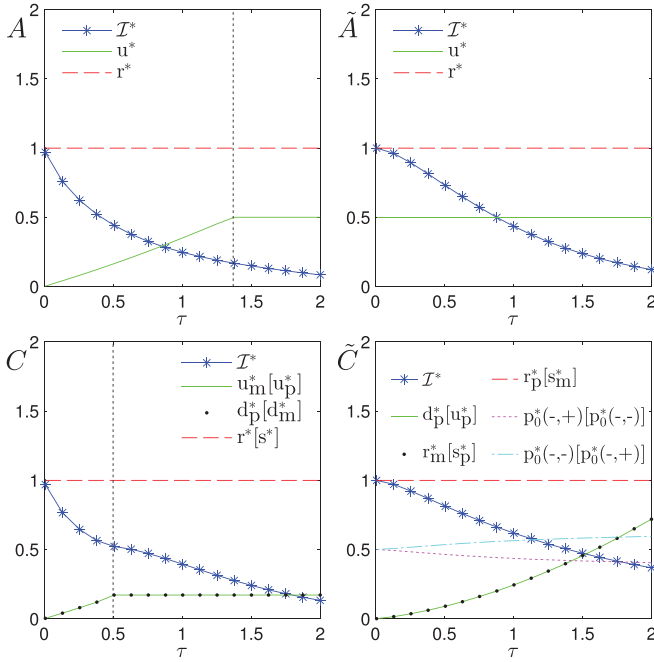 A
2
1.5
1
0.5
0
I*
u*
r*
0 0.5 1 1.5 2
τ
Ã
2
1.5
1
0.5
0
I*
u*
r*
0 0.5 1 1.5 2
τ
C
2
1.5
1
0.5
0
I*
u*m[u*p]
d*p[d*m]
r*[s*]
0 0.5 1 1.5 2
τ
C̃
2
1.5
1
0.5
0
I*
d*p[u*p]
r*m[s*p]
r*p[s*m]
p*0(-,+)[p*0(-,-)]
p*0(-,-)[p*0(-,+)]
0 0.5 1 1.5 2
τ